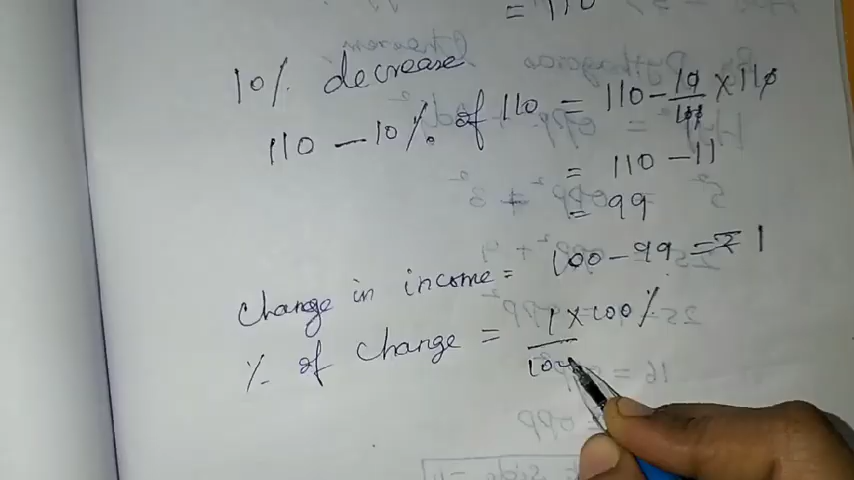 = 110
10% decrease
110 - 10% of 110 = 110 - 10/100 × 110
= 110 - 11
= 99
Change in income = 100 - 99 = ₹ 1
% of change = 1/100 × 100%